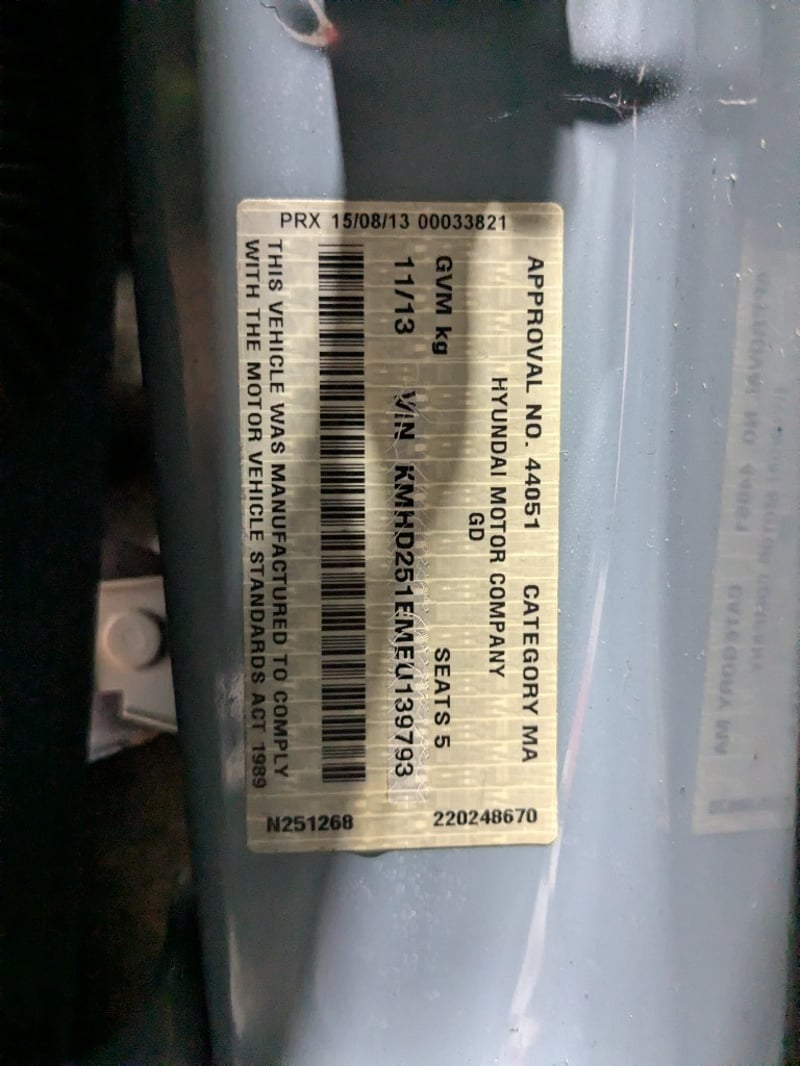 PRX 15/08/13 00033821
APPROVAL NO. 44051 CATEGORY MA
HYUNDAI MOTOR COMPANY
GD
GVM kg SEATS 5
11/13 VIN KMHD251EMEU139793
THIS VEHICLE WAS MANUFACTURED TO COMPLY
WITH THE MOTOR VEHICLE STANDARDS ACT 1989
N251268
220248670